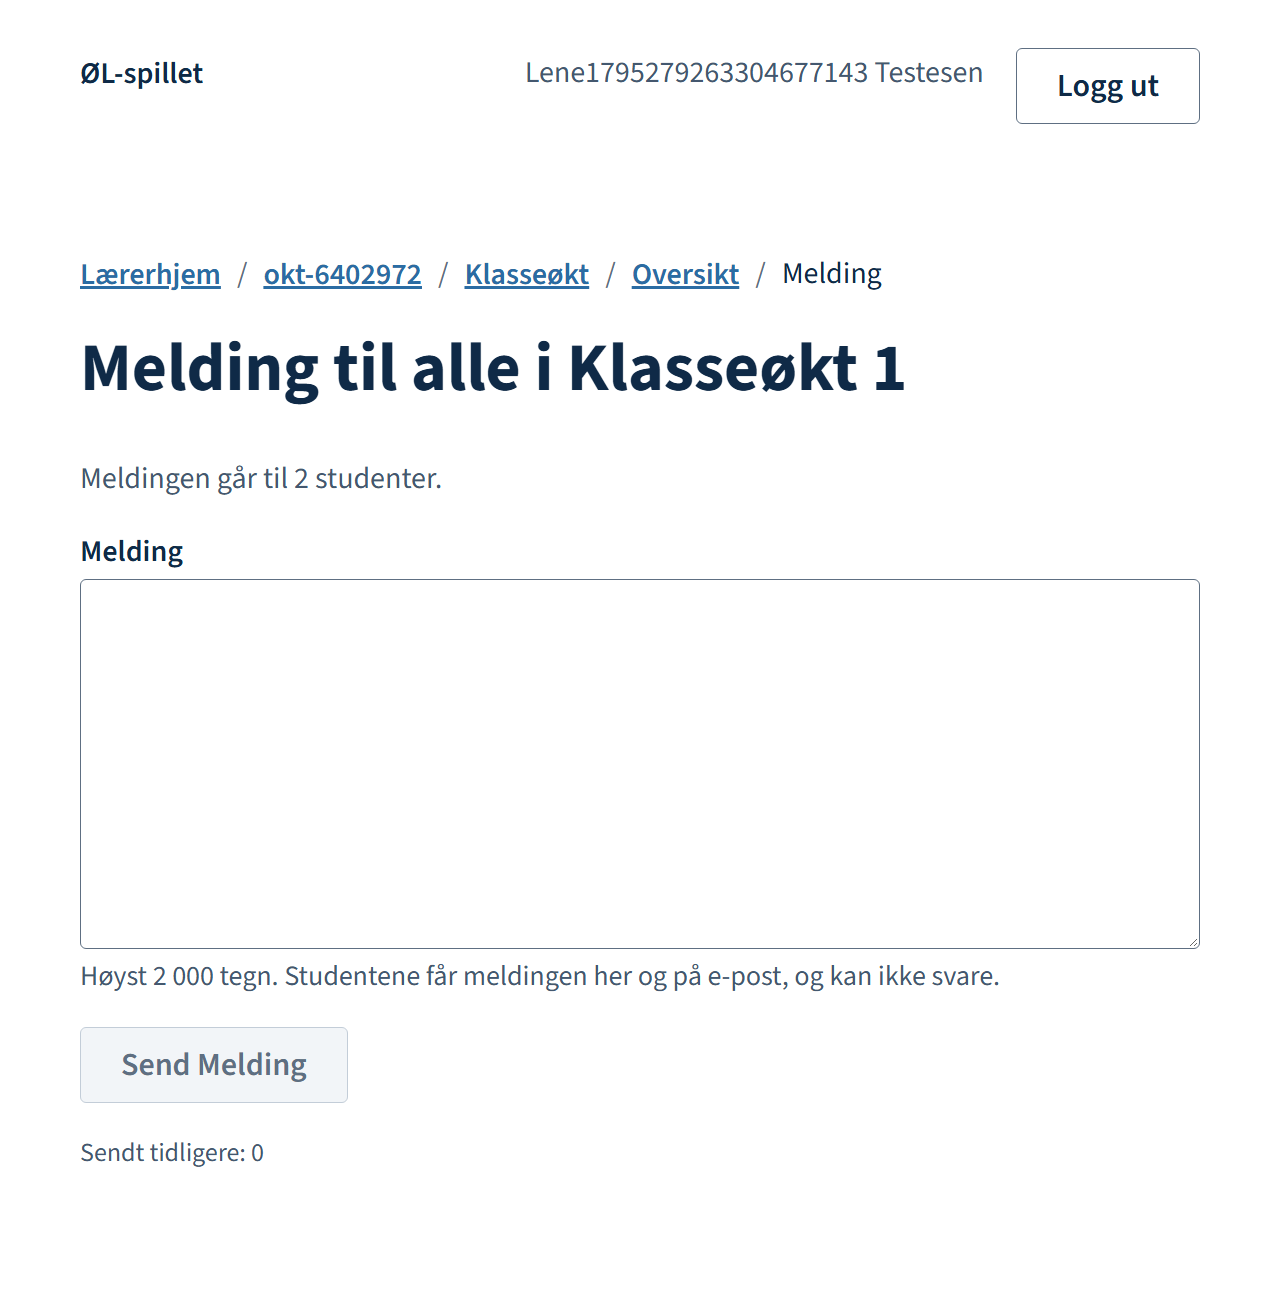 ØL-spillet
Lene1795279263304677143 Testesen
Logg ut
Lærerhjem / okt-6402972 / Klasseøkt / Oversikt / Melding
Melding til alle i Klasseøkt 1
Meldingen går til 2 studenter.
Melding
Høyst 2 000 tegn. Studentene får meldingen her og på e-post, og kan ikke svare.
Send Melding
Sendt tidligere: 0